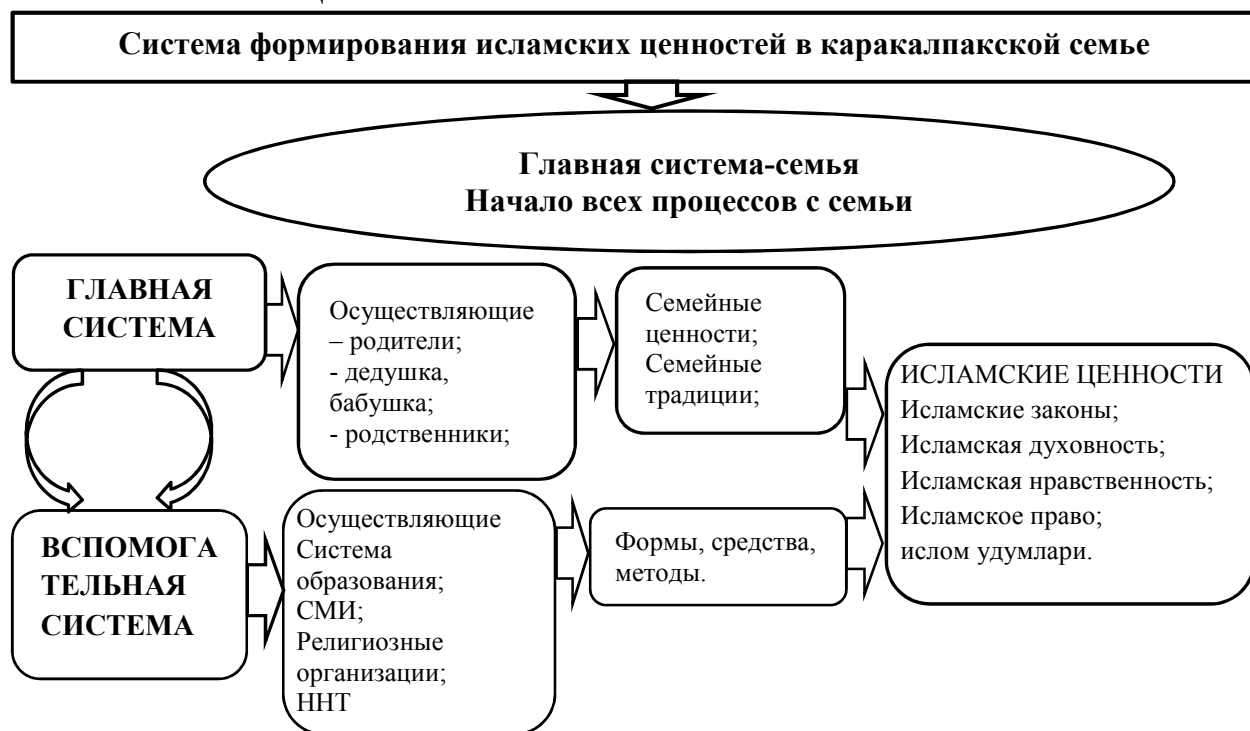 Система формирования исламских ценностей в каракалпакской семье
Главная система-семья
Начало всех процессов с семьи
ГЛАВНАЯ
СИСТЕМА
Осуществляющие
– родители;
- дедушка,
бабушка;
- родственники;
Семейные
ценности;
Семейные
традиции;
ИСЛАМСКИЕ ЦЕННОСТИ
Исламские законы;
Исламская духовность;
Исламская нравственность;
Исламское право;
ислом удумлари.
ВСПОМОГА
ТЕЛЬНАЯ
СИСТЕМА
Осуществляющие
Система
образования;
СМИ;
Религиозные
организации;
ННТ
Формы, средства,
методы.